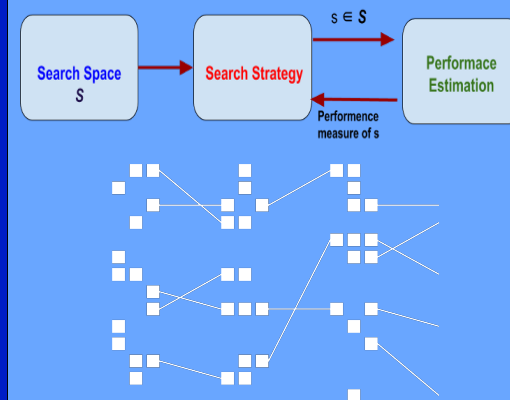 s ∈ S
Search Space
S
Search Strategy
Performace
Estimation
Performence
measure of s